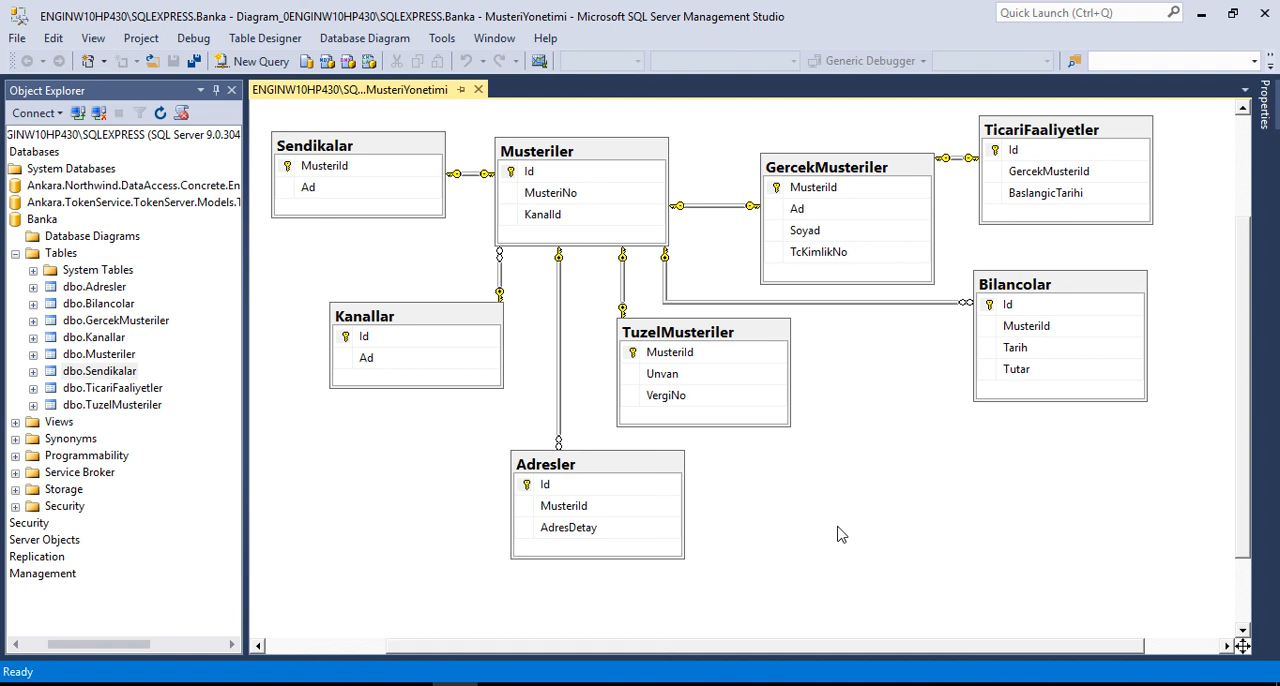 ENGINW10HP430\SQLEXPRESS.Banka - Diagram_0ENGINW10HP430\SQLEXPRESS.Banka - MusteriYonetimi - Microsoft SQL Server Management Studio
Quick Launch (Ctrl+Q)
File Edit View Project Debug Table Designer Database Diagram Tools Window Help
New Query
Generic Debugger
Object Explorer
Connect
GINW10HP430\SQLEXPRESS (SQL Server 9.0.304
Databases
System Databases
Ankara.Northwind.DataAccess.Concrete.En
Ankara.TokenService.TokenServer.Models.T
Banka
Database Diagrams
Tables
System Tables
dbo.Adresler
dbo.Bilancolar
dbo.GercekMusteriler
dbo.Kanallar
dbo.Musteriler
dbo.Sendikalar
dbo.TicariFaaliyetler
dbo.TuzelMusteriler
Views
Synonyms
Programmability
Service Broker
Storage
Security
Security
Server Objects
Replication
Management
ENGINW10HP430\SQ...MusteriYonetimi
Sendikalar
MusteriId
Ad
Musteriler
Id
MusteriNo
KanalId
GercekMusteriler
MusteriId
Ad
Soyad
TcKimlikNo
TicariFaaliyetler
Id
GercekMusteriId
BaslangicTarihi
Kanallar
Id
Ad
TuzelMusteriler
MusteriId
Unvan
VergiNo
Bilancolar
Id
MusteriId
Tarih
Tutar
Adresler
Id
MusteriId
AdresDetay
Properties
Ready